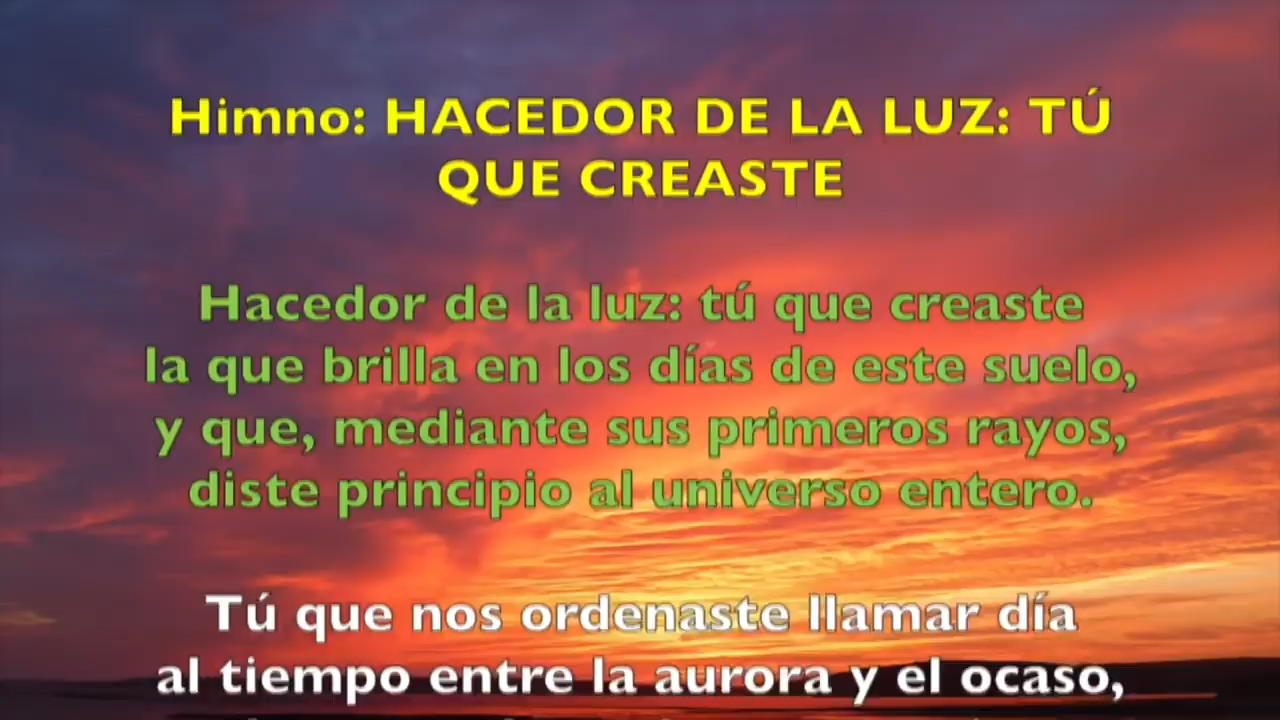 Himno: HACEDOR DE LA LUZ: TÚ
QUE CREASTE
Hacedor de la luz: tú que creaste
la que brilla en los días de este suelo,
y que, mediante sus primeros rayos,
diste principio al universo entero.
Tú que nos ordenaste llamar día
al tiempo entre la aurora y el ocaso,